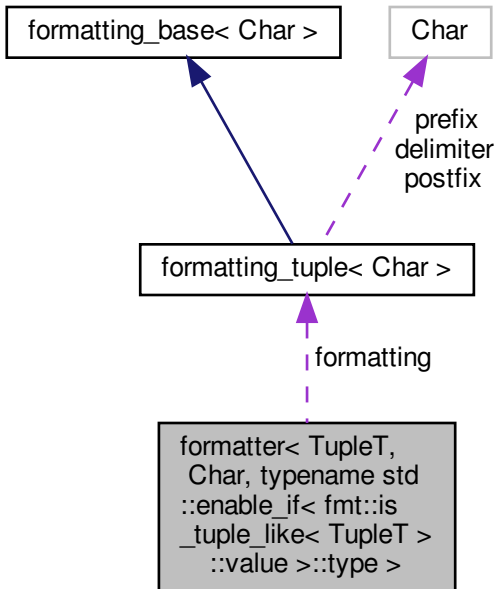 formatting_base< Char >
Char
prefix
delimiter
postfix
formatting_tuple< Char >
formatting
formatter< TupleT,
Char, typename std
::enable_if< fmt::is
_tuple_like< TupleT >
::value >::type >